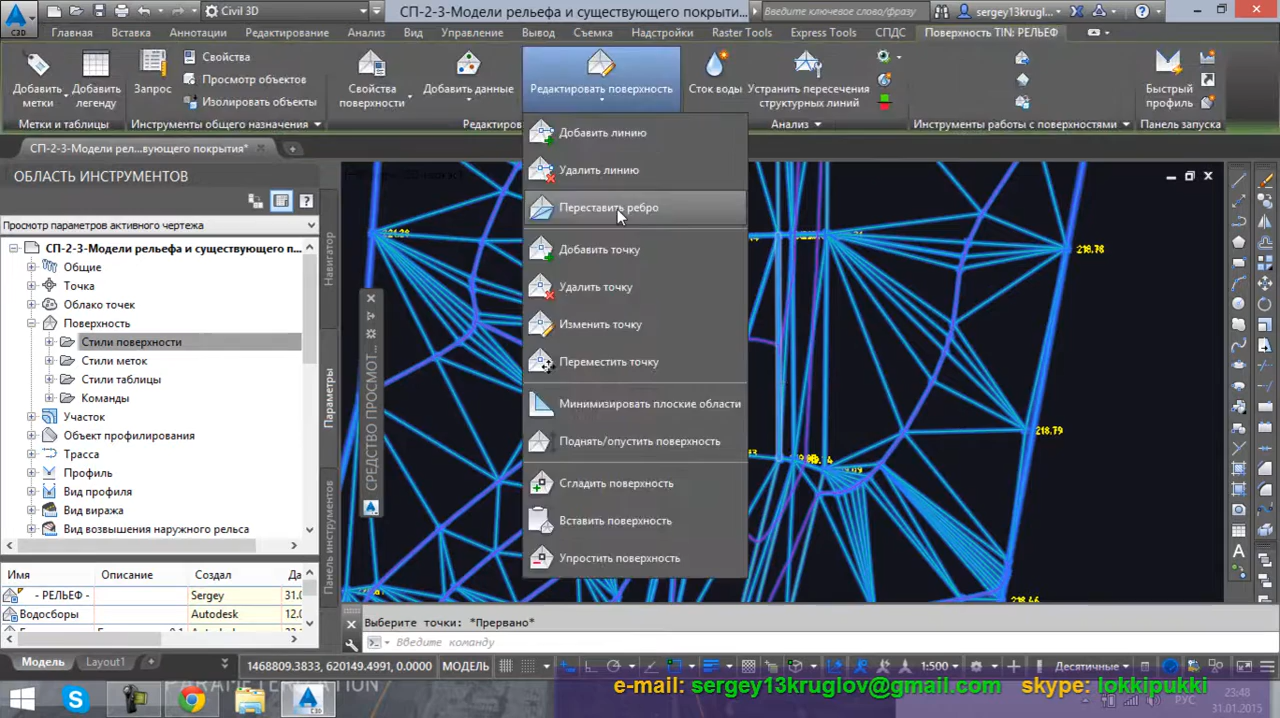 Civil 3D
СП-2-3-Модели рельефа и существующего покрыти...
Введите ключевое слово/фразу
sergey13kruglo...
C3D
Главная
Вставка
Аннотации
Редактирование
Анализ
Вид
Управление
Вывод
Съемка
Надстройки
Raster Tools
Express Tools
СПДС
Поверхность TIN: РЕЛЬЕФ
Добавить метки
Добавить легенду
Запрос
Свойства
Просмотр объектов
Изолировать объекты
Свойства поверхности
Добавить данные
Редактировать поверхность
Сток воды
Устранить пересечения структурных линий
Быстрый профиль
Метки и таблицы
Инструменты общего назначения
Анализ
Инструменты работы с поверхностями
Панель запуска
СП-2-3-Модели рел...вующего покрытия*
ОБЛАСТЬ ИНСТРУМЕНТОВ
Просмотр параметров активного чертежа
СП-2-3-Модели рельефа и существующего п
Общие
Точка
Облако точек
Поверхность
Стили поверхности
Стили меток
Стили таблицы
Команды
Участок
Объект профилирования
Трасса
Профиль
Вид профиля
Вид виража
Вид возвышения наружного рельса
Навигатор
Параметры
Панель инструментов
СРЕДСТВО ПРОСМОТ...
Добавить линию
Удалить линию
Переставить ребро
Добавить точку
Удалить точку
Изменить точку
Переместить точку
Минимизировать плоские области
Поднять/опустить поверхность
Сгладить поверхность
Вставить поверхность
Упростить поверхность
218.78
218.79
218.46
Имя
Описание
Создал
Да
- РЕЛЬЕФ -
Sergey
31.0
Водосборы
Autodesk
12.0
Выберите точки: *Прервано*
Введите команду
Модель
Layout1
1468809.3833, 620149.4991, 0.0000
МОДЕЛЬ
1:500
Десятичные
e-mail: sergey13kruglov@gmail.com skype: lokkipukki
РУС
23:48
31.01.2015